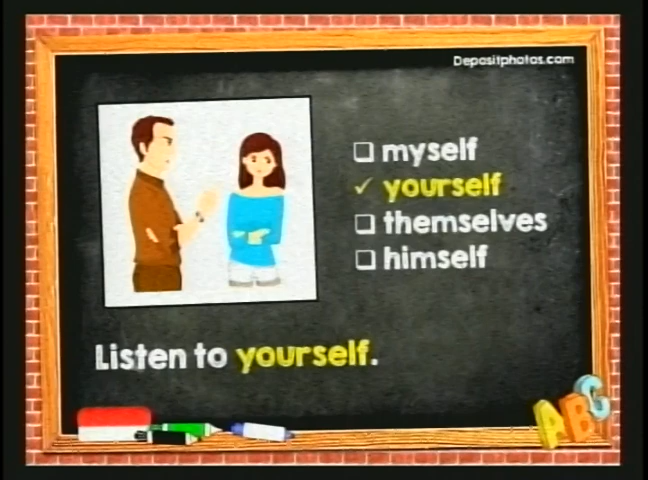 Depositphotos.com
myself
yourself
themselves
himself
Listen to yourself.
ABC